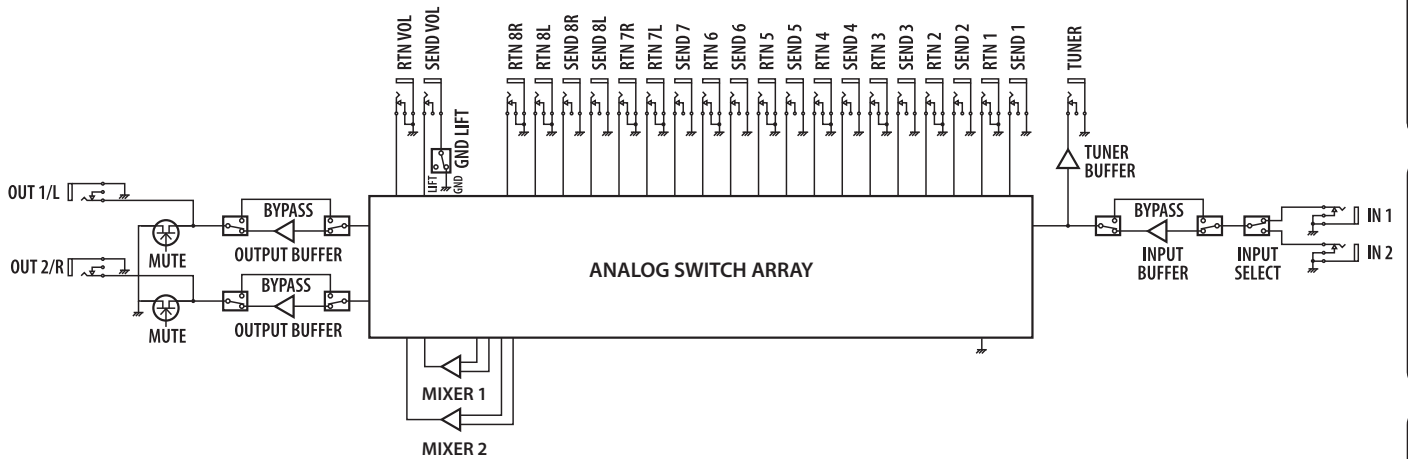 RTN VOL
SEND VOL
RTN 8R
RTN 8L
SEND 8R
SEND 8L
RTN 7R
RTN 7L
SEND 7
RTN 6
SEND 6
RTN 5
SEND 5
RTN 4
SEND 4
RTN 3
SEND 3
RTN 2
SEND 2
RTN 1
SEND 1
TUNER
GND LIFT
LIFT
GND
TUNER
BUFFER
OUT 1/L
BYPASS
OUTPUT BUFFER
MUTE
OUT 2/R
BYPASS
OUTPUT BUFFER
MUTE
ANALOG SWITCH ARRAY
BYPASS
INPUT
BUFFER
INPUT
SELECT
IN 1
IN 2
MIXER 1
MIXER 2